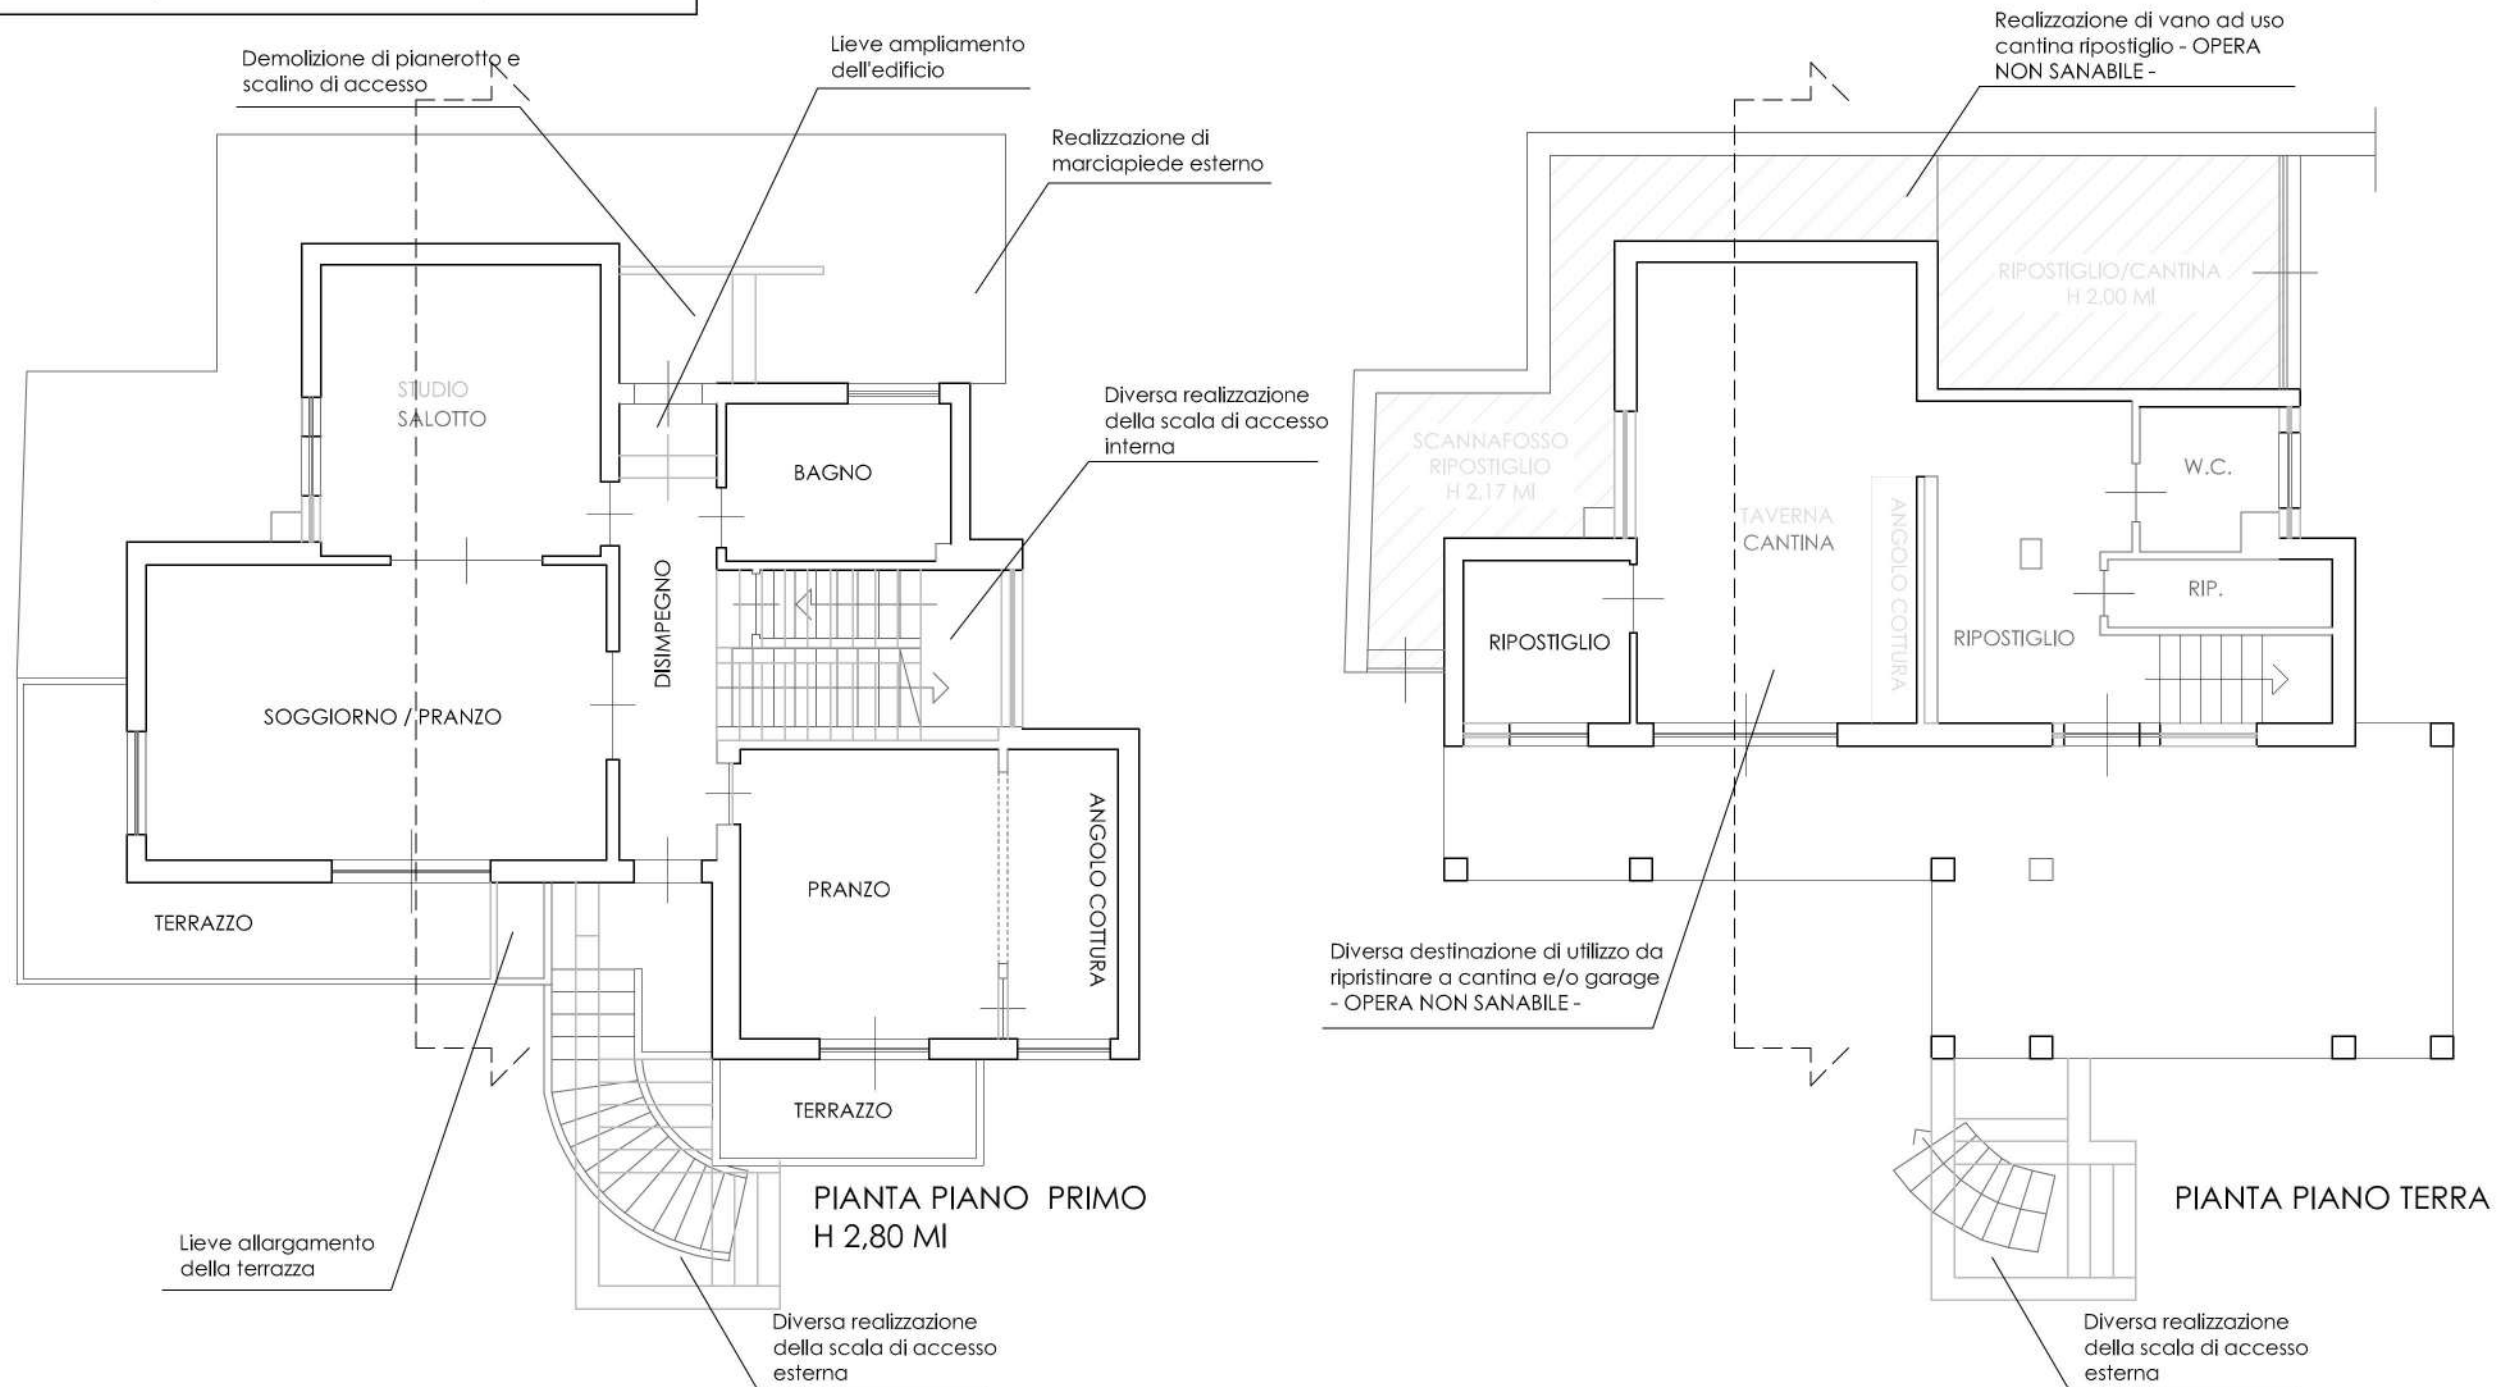 Demolizione di pianerotto e
scalino di accesso
Lieve ampliamento
dell'edificio
Realizzazione di
marciapiede esterno
Diversa realizzazione
della scala di accesso
interna
STUDIO
SALOTTO
BAGNO
DISIMPEGNO
SOGGIORNO / PRANZO
PRANZO
ANGOLO COTTURA
TERRAZZO
TERRAZZO
PIANTA PIANO PRIMO
H 2,80 Ml
Lieve allargamento
della terrazza
Diversa realizzazione
della scala di accesso
esterna
Realizzazione di vano ad uso
cantina ripostiglio - OPERA
NON SANABILE -
RIPOSTIGLIO/CANTINA
H 2,00 Ml
SCANNAFOSSO
RIPOSTIGLIO
H 2,17 Ml
TAVERNA
CANTINA
ANGOLO COTTURA
W.C.
RIP.
RIPOSTIGLIO
RIPOSTIGLIO
Diversa destinazione di utilizzo da
ripristinare a cantina e/o garage
- OPERA NON SANABILE -
PIANTA PIANO TERRA
Diversa realizzazione
della scala di accesso
esterna